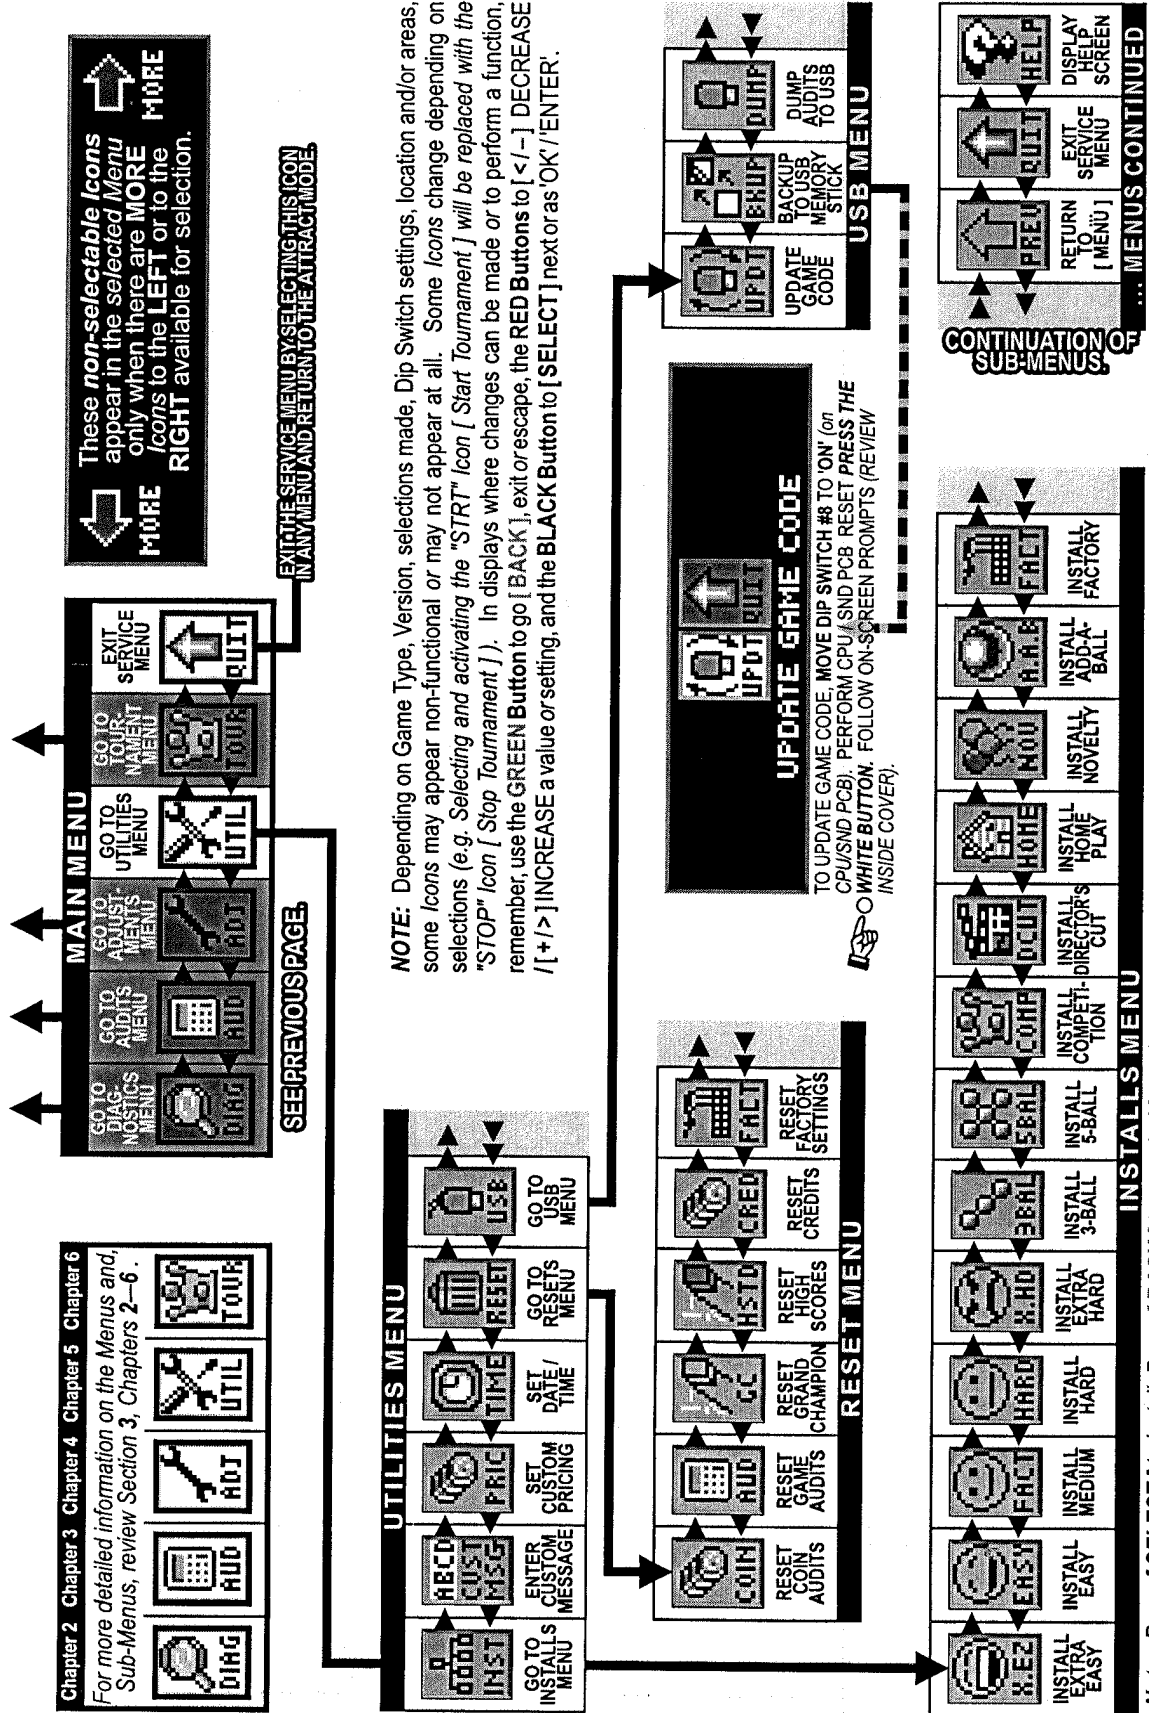 Chapter 2 Chapter 3 Chapter 4 Chapter 5 Chapter 6
For more detailed information on the Menus and,
Sub-Menus, review Section 3, Chapters 2—6 .
DIAG
AUD
ADJ
UTIL
TOUR
MAIN MENU
GO TO
DIAG-
NOSTICS
MENU
DIAG
GO TO
AUDITS
MENU
AUD
GO TO
ADJUST-
MENTS
MENU
ADJ
GO TO
UTILITIES
MENU
UTIL
GO TO
TOUR-
NAMENT
MENU
TOUR
EXIT
SERVICE
MENU
QUIT
SEE PREVIOUS PAGE.
MORE
These non-selectable Icons
appear in the selected Menu
only when there are MORE
Icons to the LEFT or to the
RIGHT available for selection.
MORE
EXIT THE SERVICE MENU BY SELECTING THIS ICON
IN ANY MENU AND RETURN TO THE ATTRACT MODE.
NOTE: Depending on Game Type, Version, selections made, Dip Switch settings, location and/or areas,
some Icons may appear non-functional or may not appear at all. Some Icons change depending on
selections (e.g. Selecting and activating the "STRT" Icon [ Start Tournament ] will be replaced with the
"STOP" Icon [ Stop Tournament ] ). In displays where changes can be made or to perform a function,
remember, use the GREEN Button to go [ BACK ], exit or escape, the RED Buttons to [ < / – ] DECREASE
/ [ + / > ] INCREASE a value or setting, and the BLACK Button to [ SELECT ] next or as 'OK' / 'ENTER'.
UTILITIES MENU
INST
GO TO
INSTALLS
MENU
ABCD
CUST
MSG
ENTER
CUSTOM
MESSAGE
PRIC
SET
CUSTOM
PRICING
TIME
SET
DATE /
TIME
RESET
GO TO
RESETS
MENU
USB
GO TO
USB
MENU
COIN
RESET
COIN
AUDITS
AUD
RESET
GAME
AUDITS
GC
RESET
GRAND
CHAMPION
HSTD
RESET
HIGH
SCORES
CRED
RESET
CREDITS
FACT
RESET
FACTORY
SETTINGS
RESET MENU
UPDT
QUIT
UPDATE GAME CODE
TO UPDATE GAME CODE, MOVE DIP SWITCH #8 TO 'ON' (on
CPU/SND PCB). PERFORM CPU / SND PCB RESET PRESS THE
WHITE BUTTON. FOLLOW ON-SCREEN PROMPTS (REVIEW
INSIDE COVER).
UPDT
UPDATE
GAME
CODE
BKUP
BACKUP
TO USB
MEMORY
STICK
DUMP
DUMP
AUDITS
TO USB
USB MENU
X.EZ
INSTALL
EXTRA
EASY
EASY
INSTALL
EASY
FACT
INSTALL
MEDIUM
HARD
INSTALL
HARD
X.HD
INSTALL
EXTRA
HARD
3BAL
INSTALL
3-BALL
5BAL
INSTALL
5-BALL
COMP
INSTALL
COMPETI-
TION
DCUT
INSTALL
DIRECTOR'S
CUT
HOME
INSTALL
HOME
PLAY
NOV
INSTALL
NOVELTY
A.A.B
INSTALL
ADD-A-
BALL
FACT
INSTALL
FACTORY
INSTALLS MENU
CONTINUATION OF
SUB-MENUS.
PREV
RETURN
TO
[ MENU ]
QUIT
EXIT
SERVICE
MENU
HELP
DISPLAY
HELP
SCREEN
... MENUS CONTINUED